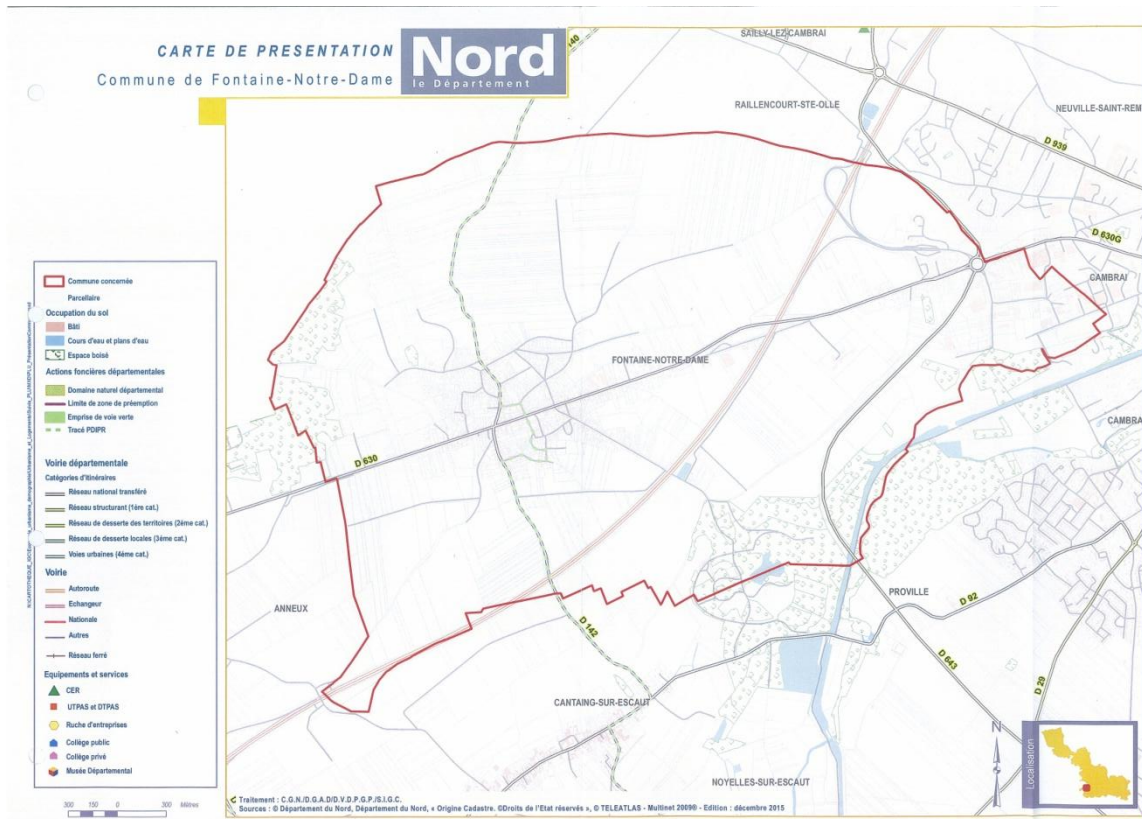 CARTE DE PRESENTATION
Commune de Fontaine-Notre-Dame
Nord
le Département
SAILLY-LEZ-CAMBRAI
RAILLENCOURT-STE-OLLE
NEUVILLE-SAINT-REM
D 939
D 630G
CAMBRAI
FONTAINE-NOTRE-DAME
CAMBRA
D 630
ANNEUX
D 142
PROVILLE
D 92
D 643
D 29
CANTAING-SUR-ESCAUT
NOYELLES-SUR-ESCAUT
Commune concernée
Parcellaire
Occupation du sol
Bâti
Cours d'eau et plans d'eau
Espace boisé
Actions foncières départementales
Domaine naturel départemental
Limite de zone de préemption
Emprise de voie verte
Tracé PDIPR
Voirie départementale
Catégories d'itinéraires
Réseau national transféré
Réseau structurant (1ère cat.)
Réseau de desserte des territoires (2ème cat.)
Réseau de desserte locales (3ème cat.)
Voies urbaines (4ème cat.)
Voirie
Autoroute
Echangeur
Nationale
Autres
Réseau ferré
Equipements et services
CER
UTPAS et DTPAS
Ruche d'entreprises
Collège public
Collège privé
Musée Départemental
300 150 0 300 Mètres
Traitement : C.G.N./D.G.A.D/D.V.D.P.G.P./S.I.G.C.
Sources : © Département du Nord, Département du Nord, « Origine Cadastre. ©Droits de l'Etat réservés », © TELEATLAS - Multinet 2009® - Edition : décembre 2015
N
Localisation